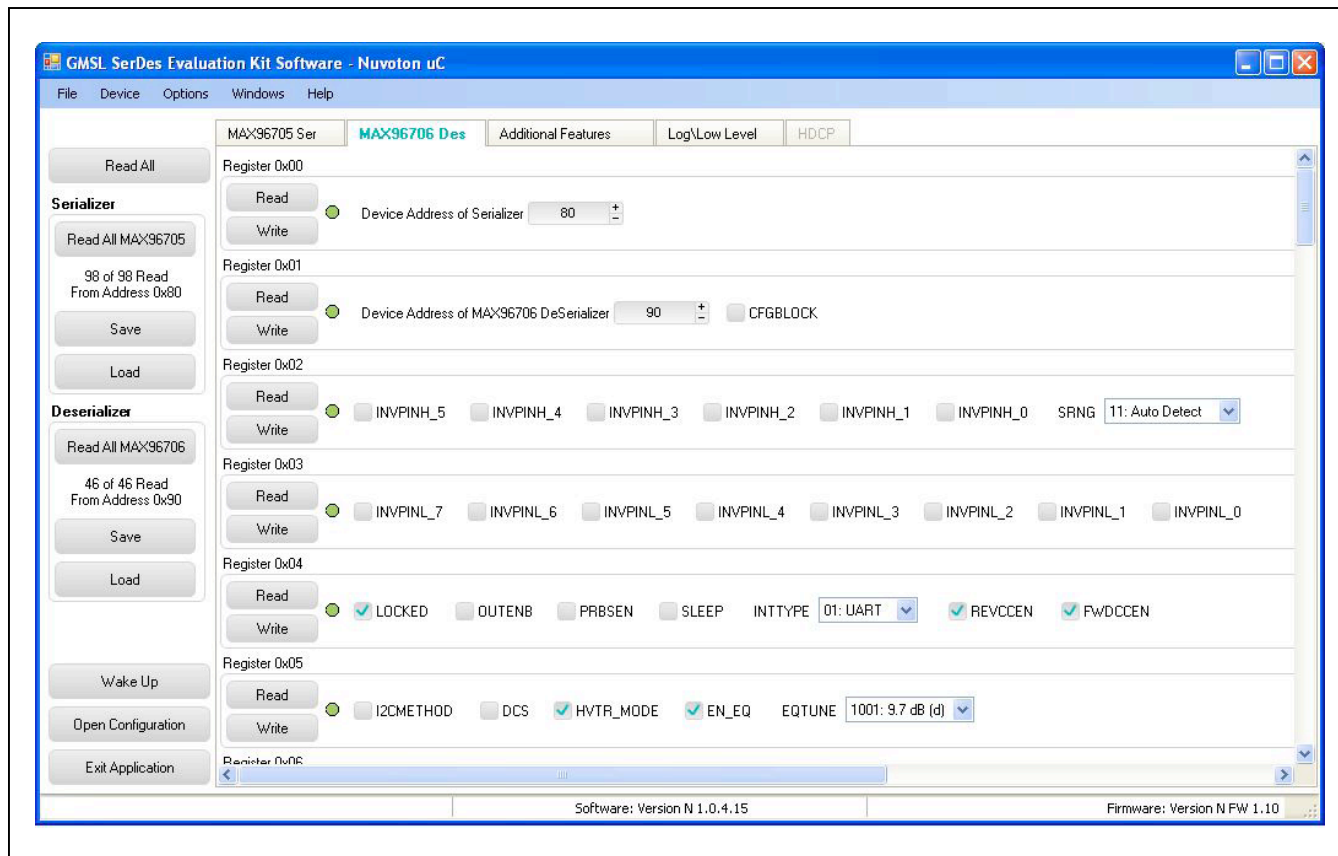 GMSL SerDes Evaluation Kit Software - Nuvoton uC
File Device Options Windows Help
MAX96705 Ser MAX96706 Des Additional Features Log\Low Level HDCP
Read All
Serializer
Read All MAX96705
98 of 98 Read
From Address 0x80
Save
Load
Deserializer
Read All MAX96706
46 of 46 Read
From Address 0x90
Save
Load
Wake Up
Open Configuration
Exit Application
Register 0x00
Read
Write
Device Address of Serializer 80
Register 0x01
Read
Write
Device Address of MAX96706 DeSerializer 90 CFGBLOCK
Register 0x02
Read
Write
INVPINH_5 INVPINH_4 INVPINH_3 INVPINH_2 INVPINH_1 INVPINH_0 SRNG 11: Auto Detect
Register 0x03
Read
Write
INVPINL_7 INVPINL_6 INVPINL_5 INVPINL_4 INVPINL_3 INVPINL_2 INVPINL_1 INVPINL_0
Register 0x04
Read
Write
LOCKED OUTENB PRBSEN SLEEP INTTYPE 01: UART REVCCEN FWDCCEN
Register 0x05
Read
Write
I2CMETHOD DCS HVTR_MODE EN_EQ EQTUNE 1001: 9.7 dB (d)
Register 0x06
Software: Version N 1.0.4.15
Firmware: Version N FW 1.10